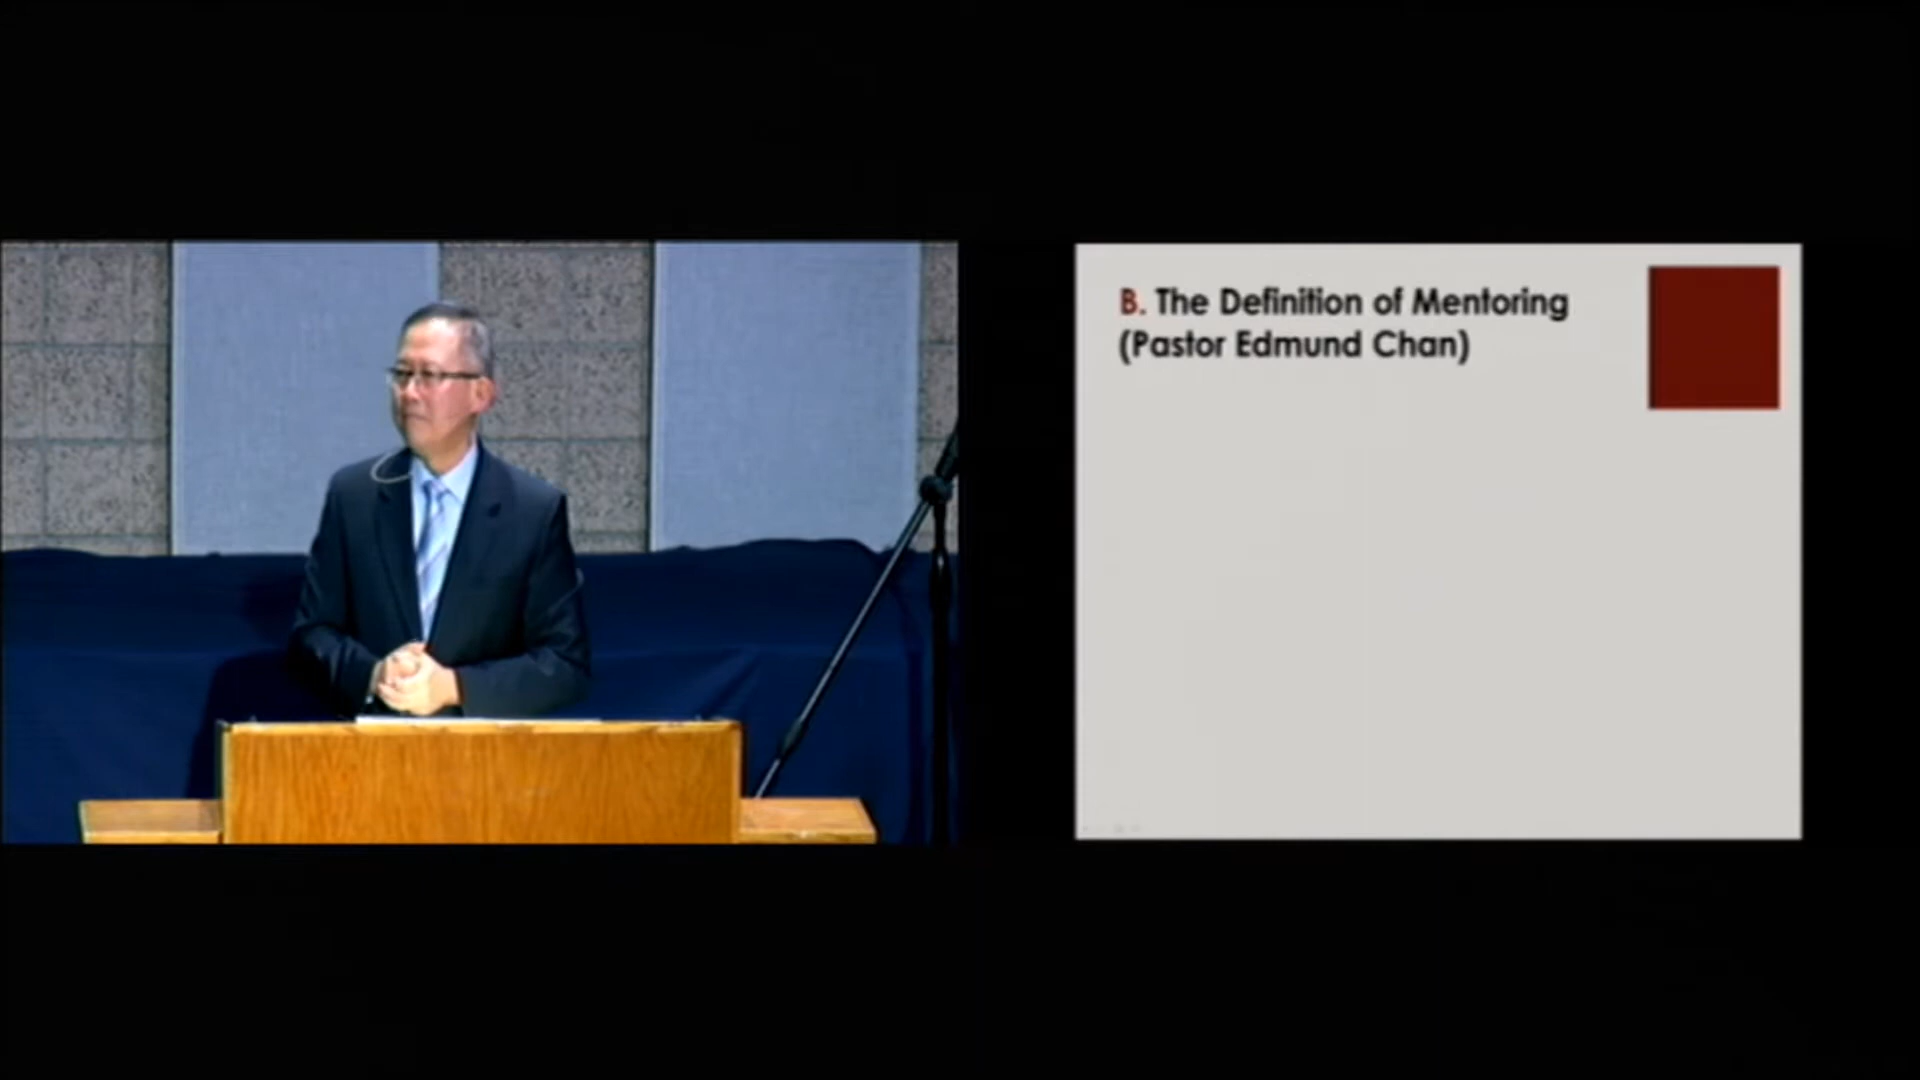 B. The Definition of Mentoring
(Pastor Edmund Chan)